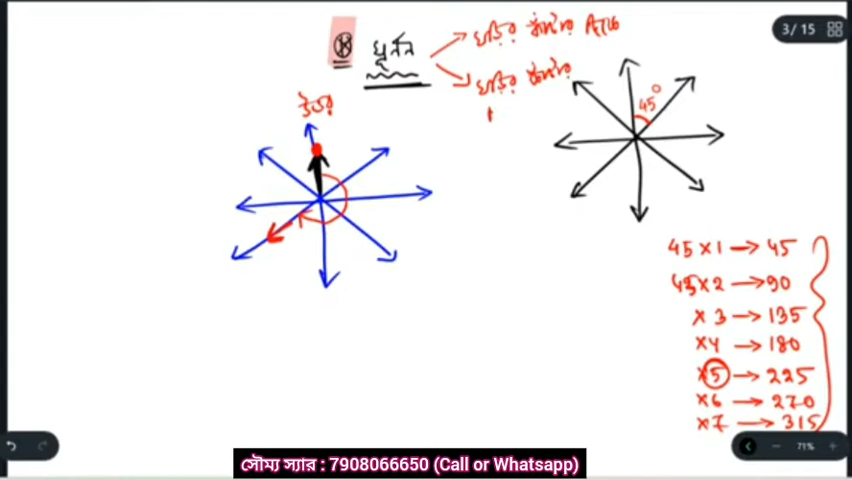 3 / 15
ঘূর্ণন
ঘড়ির কাঁটার
ঘড়ির কাঁটার
উত্তর
45°
45 × 1 → 45
45 × 2 → 90
× 3 → 135
× 4 → 180
× 5 → 225
× 6 → 270
× 7 → 315
71%
সৌম্য স্যার : 7908066650 (Call or Whatsapp)